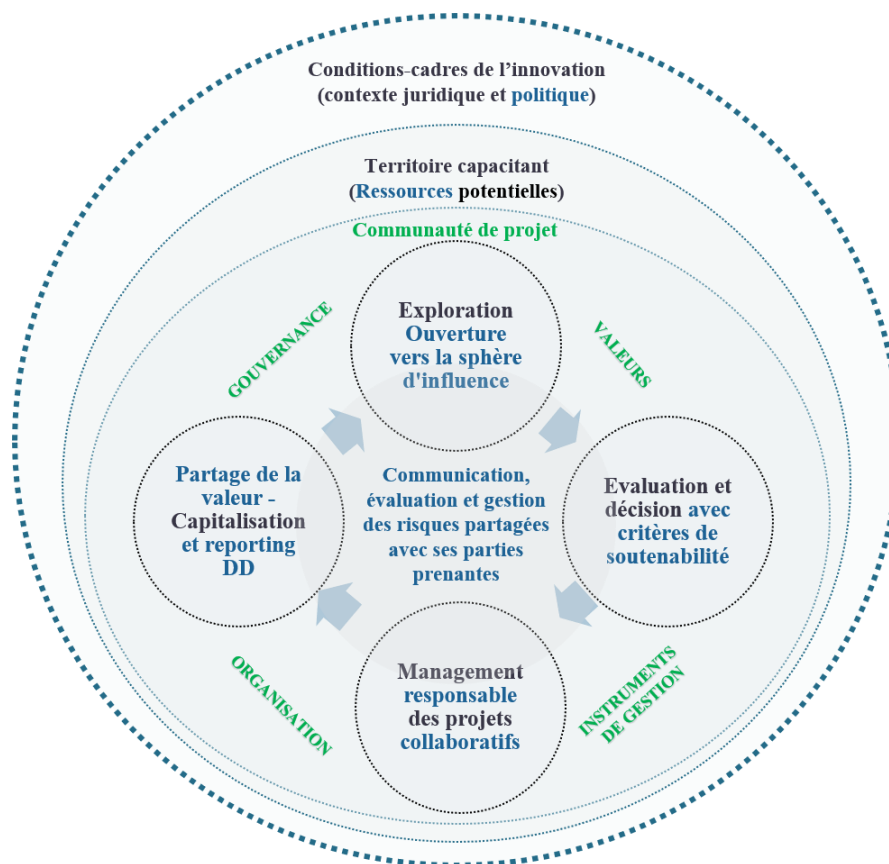 Conditions-cadres de l'innovation
(contexte juridique et politique)
Territoire capacitant
(Ressources potentielles)
Communauté de projet
GOUVERNANCE
Exploration
Ouverture
vers la sphère
d'influence
VALEURS
Partage de la
valeur -
Capitalisation
et reporting
DD
Communication,
évaluation et gestion
des risques partagées
avec ses parties
prenantes
Evaluation et
décision avec
critères de
soutenabilité
ORGANISATION
Management
responsable
des projets
collaboratifs
INSTRUMENTS
DE GESTION